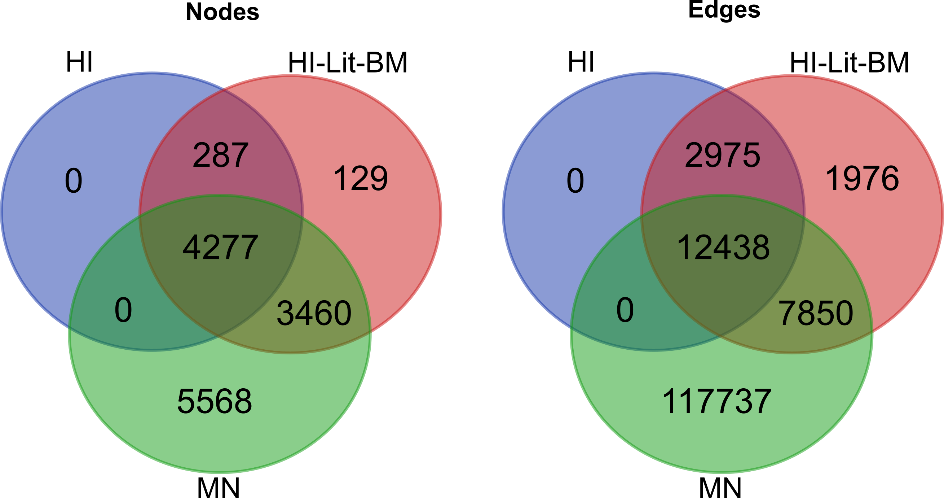 Nodes
HI
HI-Lit-BM
287
129
0
4277
0
3460
5568
MN
Edges
HI
HI-Lit-BM
2975
1976
0
12438
0
7850
117737
MN